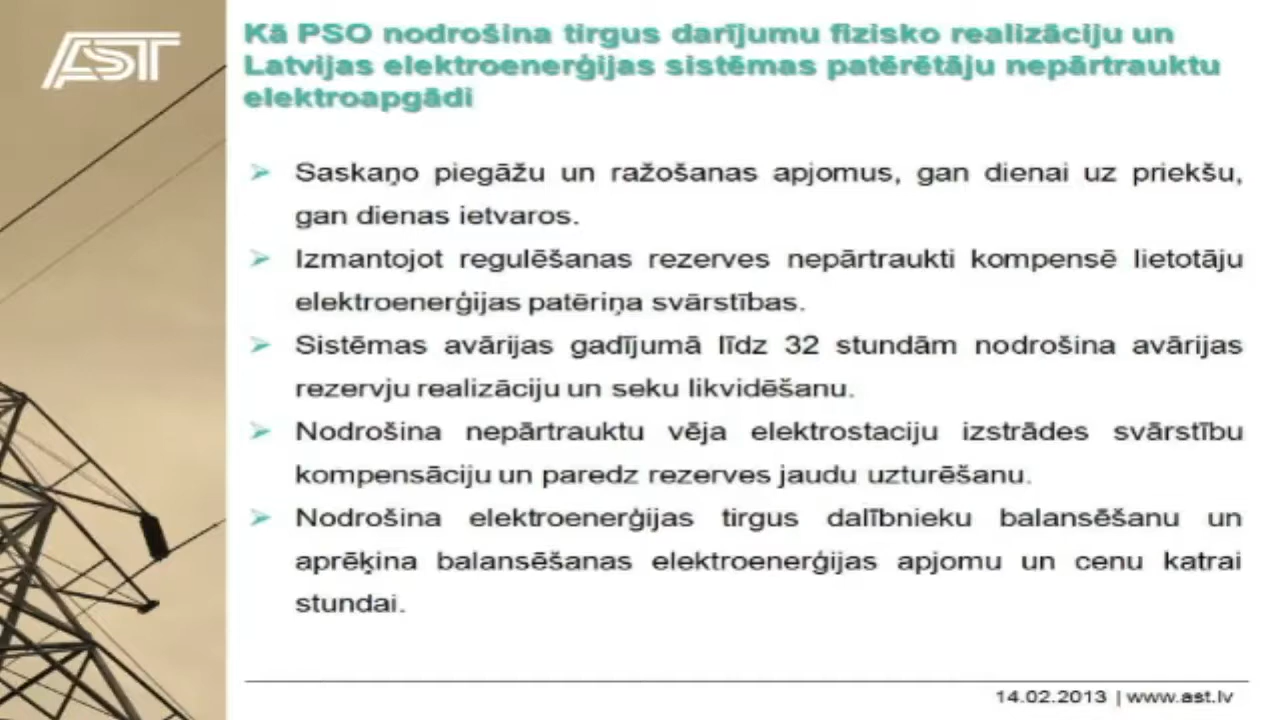 AST
Kā PSO nodrošina tirgus darījumu fizisko realizāciju un
Latvijas elektroenerģijas sistēmas patērētāju nepārtrauktu
elektroapgādi
Saskaņo piegāžu un ražošanas apjomus, gan dienai uz priekšu,
gan dienas ietvaros.
Izmantojot regulēšanas rezerves nepārtraukti kompensē lietotāju
elektroenerģijas patēriņa svārstības.
Sistēmas avārijas gadījumā līdz 32 stundām nodrošina avārijas
rezervju realizāciju un seku likvidēšanu.
Nodrošina nepārtrauktu vēja elektrostaciju izstrādes svārstību
kompensāciju un paredz rezerves jaudu uzturēšanu.
Nodrošina elektroenerģijas tirgus dalībnieku balansēšanu un
aprēķina balansēšanas elektroenerģijas apjomu un cenu katrai
stundai.
14.02.2013 | www.ast.lv